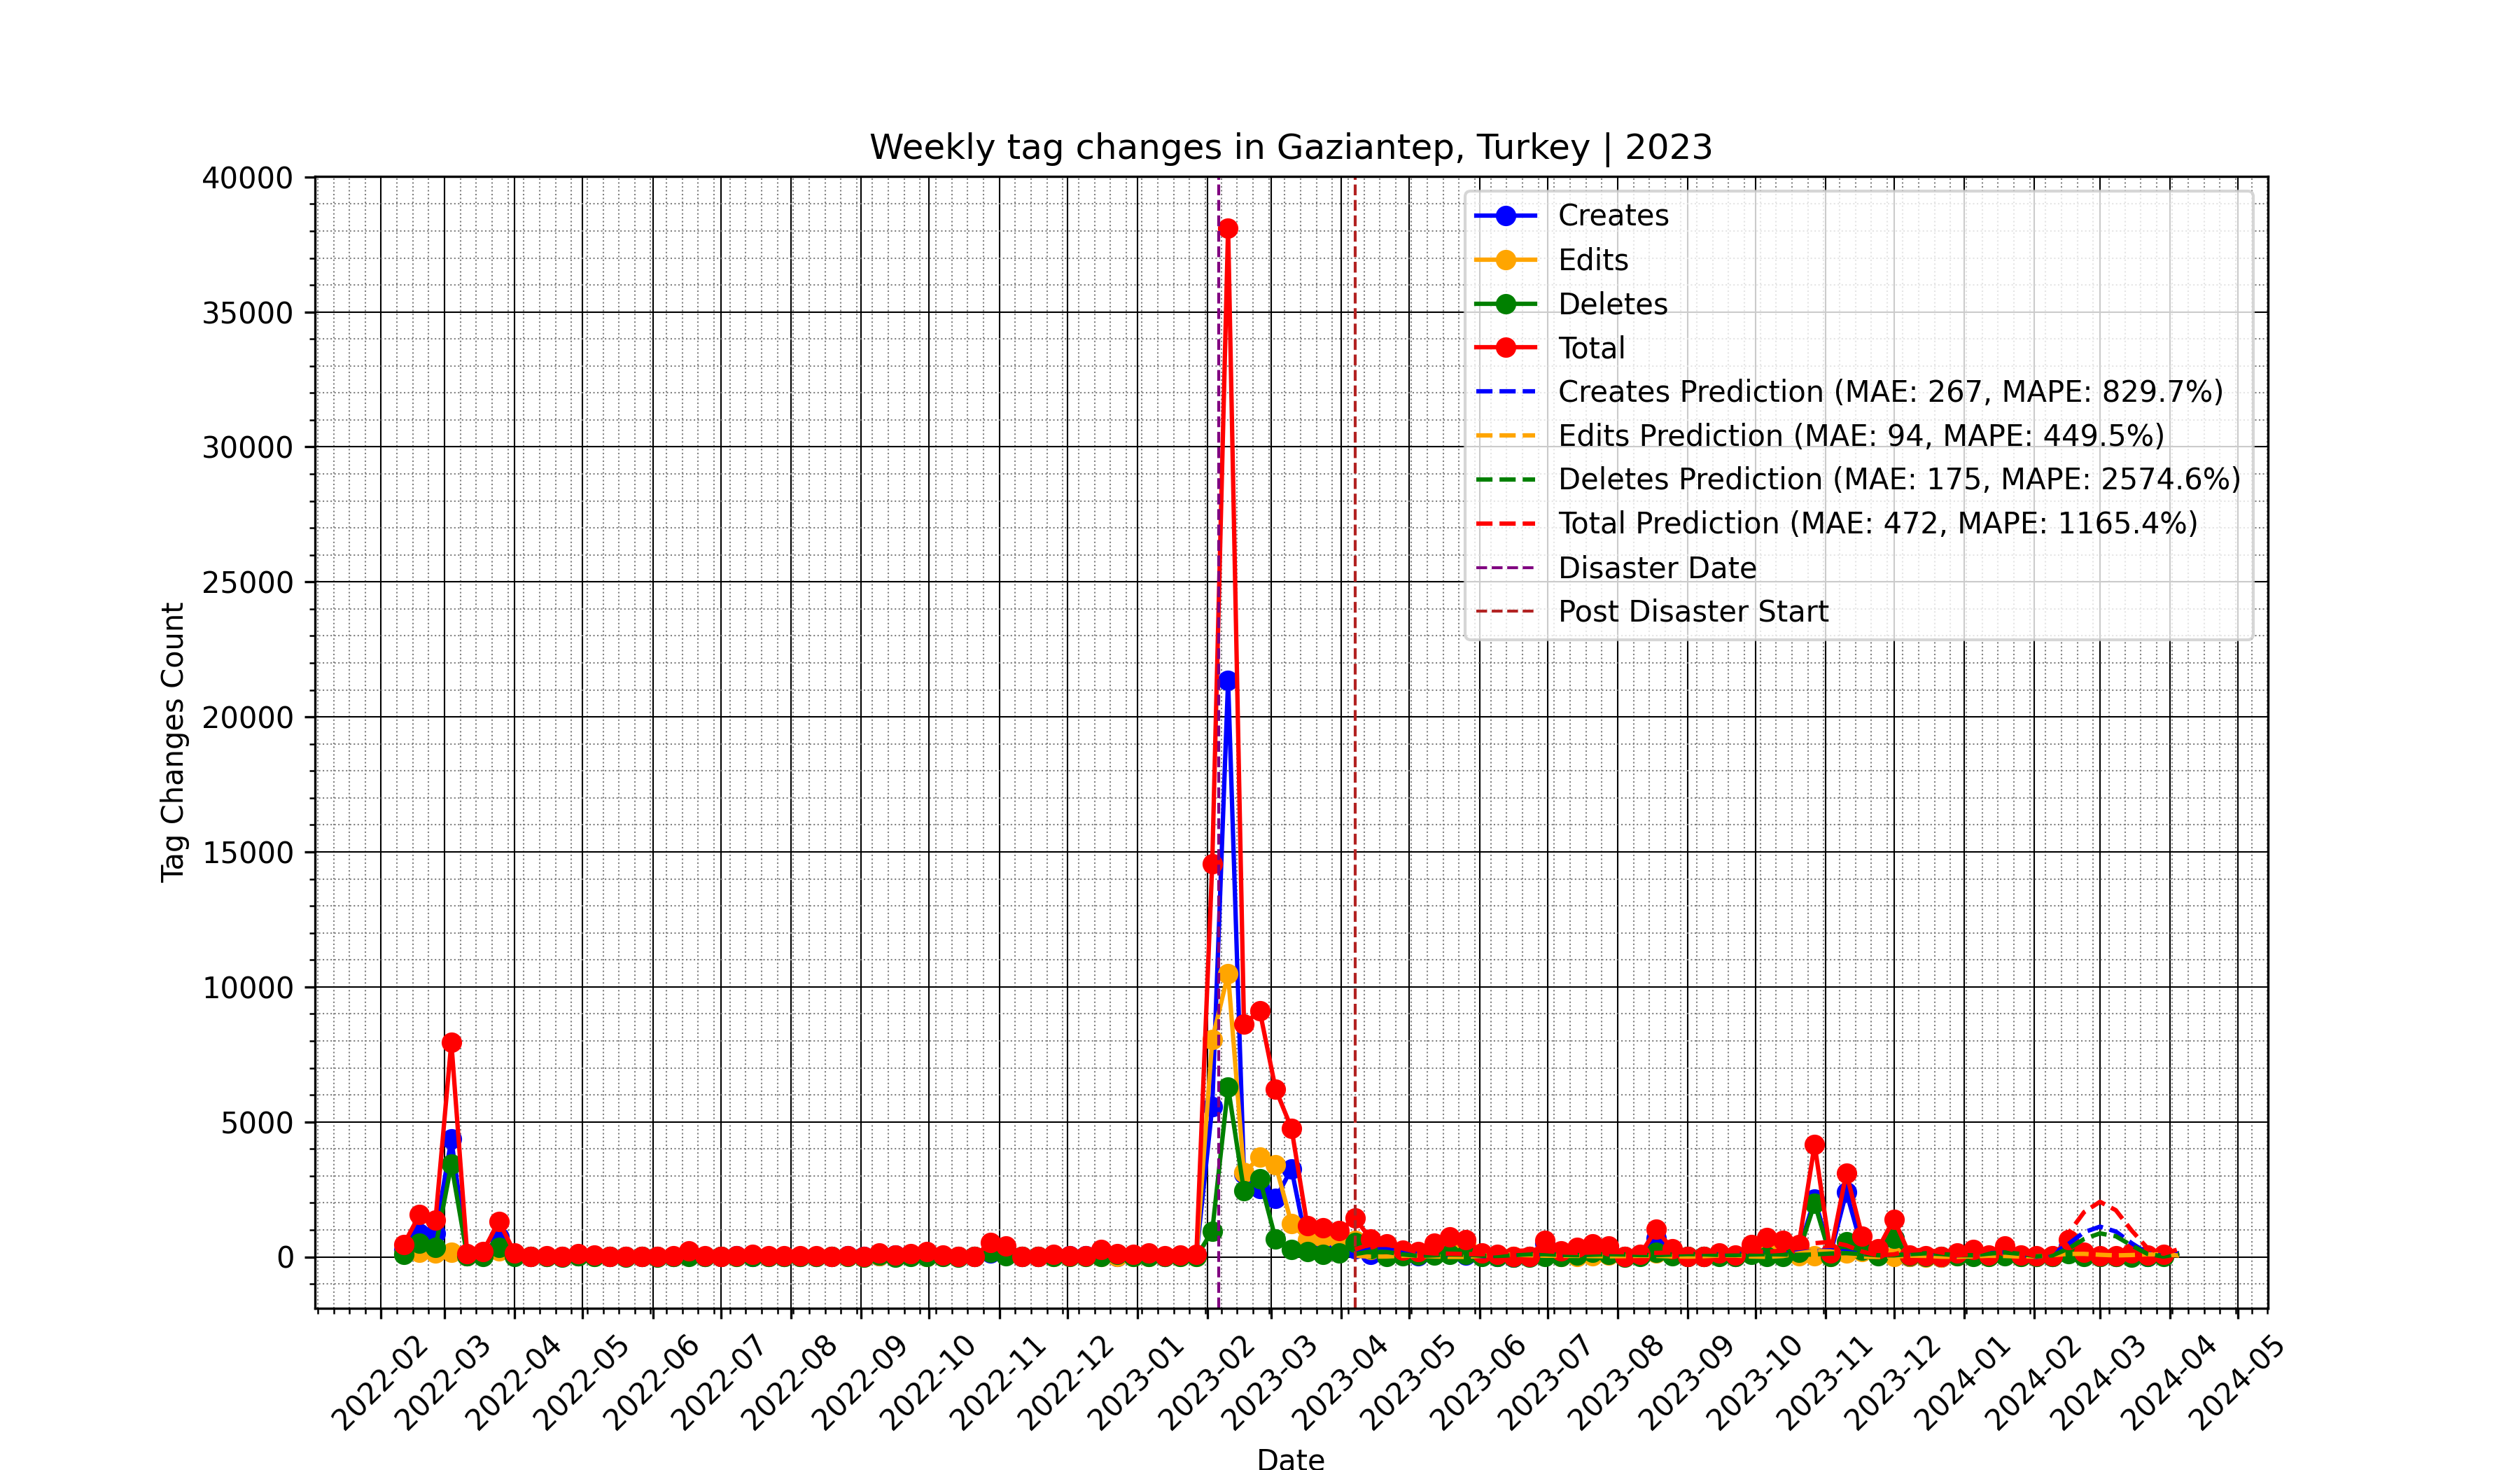 Weekly tag changes in Gaziantep, Turkey | 2023
40000
35000
30000
25000
20000
15000
10000
5000
0
Tag Changes Count
Creates
Edits
Deletes
Total
Creates Prediction (MAE: 267, MAPE: 829.7%)
Edits Prediction (MAE: 94, MAPE: 449.5%)
Deletes Prediction (MAE: 175, MAPE: 2574.6%)
Total Prediction (MAE: 472, MAPE: 1165.4%)
Disaster Date
Post Disaster Start
2022-02
2022-03
2022-04
2022-05
2022-06
2022-07
2022-08
2022-09
2022-10
2022-11
2022-12
2023-01
2023-02
2023-03
2023-04
2023-05
2023-06
2023-07
2023-08
2023-09
2023-10
2023-11
2023-12
2024-01
2024-02
2024-03
2024-04
2024-05
Date